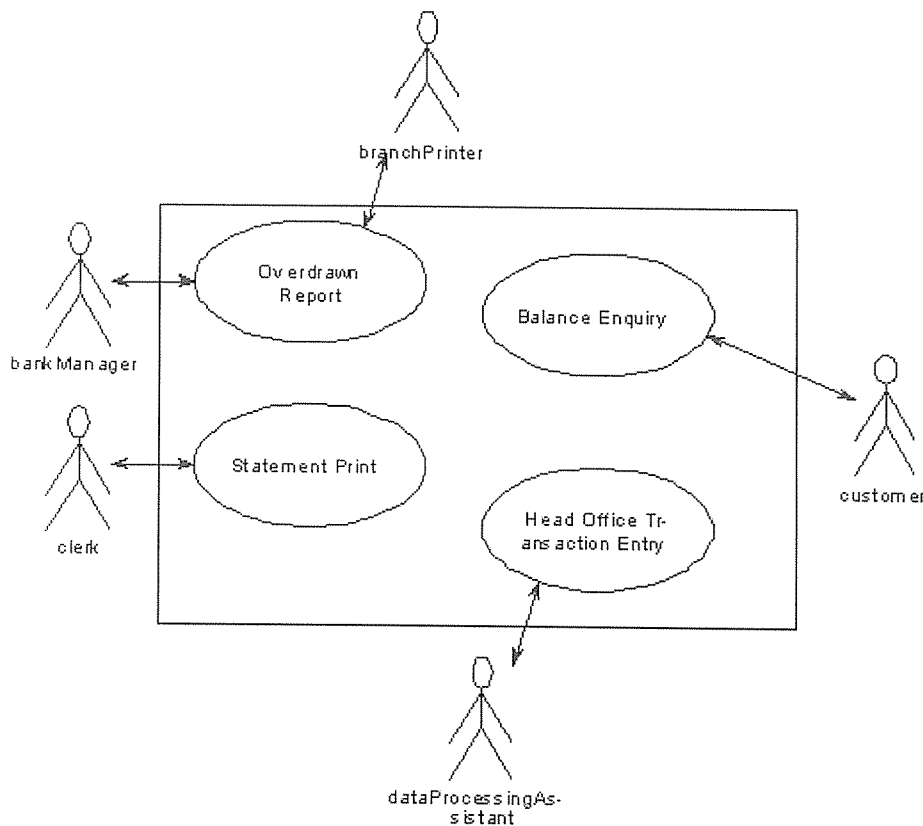 branchPrinter
Overdrawn
Report
bankManager
Balance Enquiry
Statement Print
customer
clerk
Head Office Tr-
ansaction Entry
dataProcessingAs-
sistant